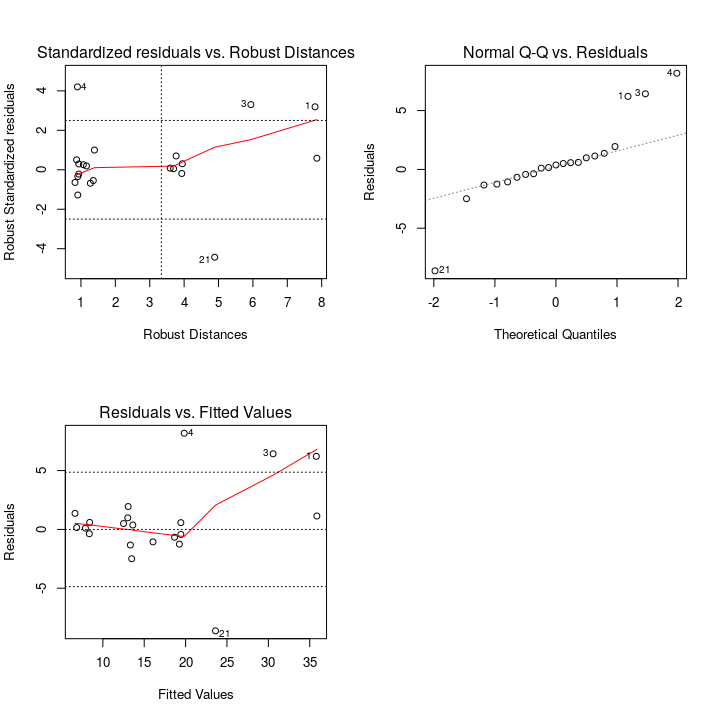 Standardized residuals vs. Robust Distances
Robust Standardized residuals
4
2
0
-2
-4
4
3
1
21
1 2 3 4 5 6 7 8
Robust Distances
Normal Q-Q vs. Residuals
Residuals
5
0
-5
4
1 3
21
-2 -1 0 1 2
Theoretical Quantiles
Residuals vs. Fitted Values
Residuals
5
0
-5
4
3
1
21
10 15 20 25 30 35
Fitted Values